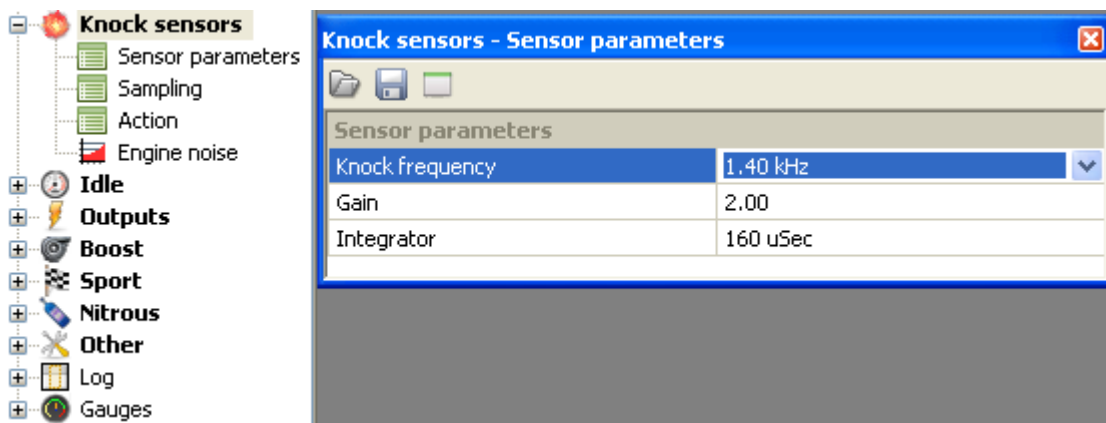 Knock sensors
Sensor parameters
Sampling
Action
Engine noise
Idle
Outputs
Boost
Sport
Nitrous
Other
Log
Gauges
Knock sensors - Sensor parameters
Sensor parameters
Knock frequency 1.40 kHz
Gain 2.00
Integrator 160 uSec